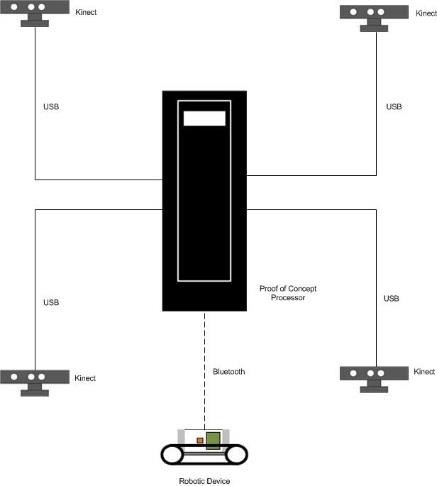 Kinect
Kinect
USB
USB
Proof of Concept
Processor
USB
USB
Bluetooth
Kinect
Kinect
Robotic Device